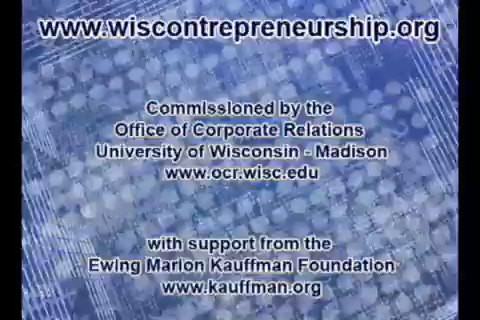 www.wiscontrepreneurship.org
Commissioned by the
Office of Corporate Relations
University of Wisconsin - Madison
www.ocr.wisc.edu
with support from the
Ewing Marion Kauffman Foundation
www.kauffman.org